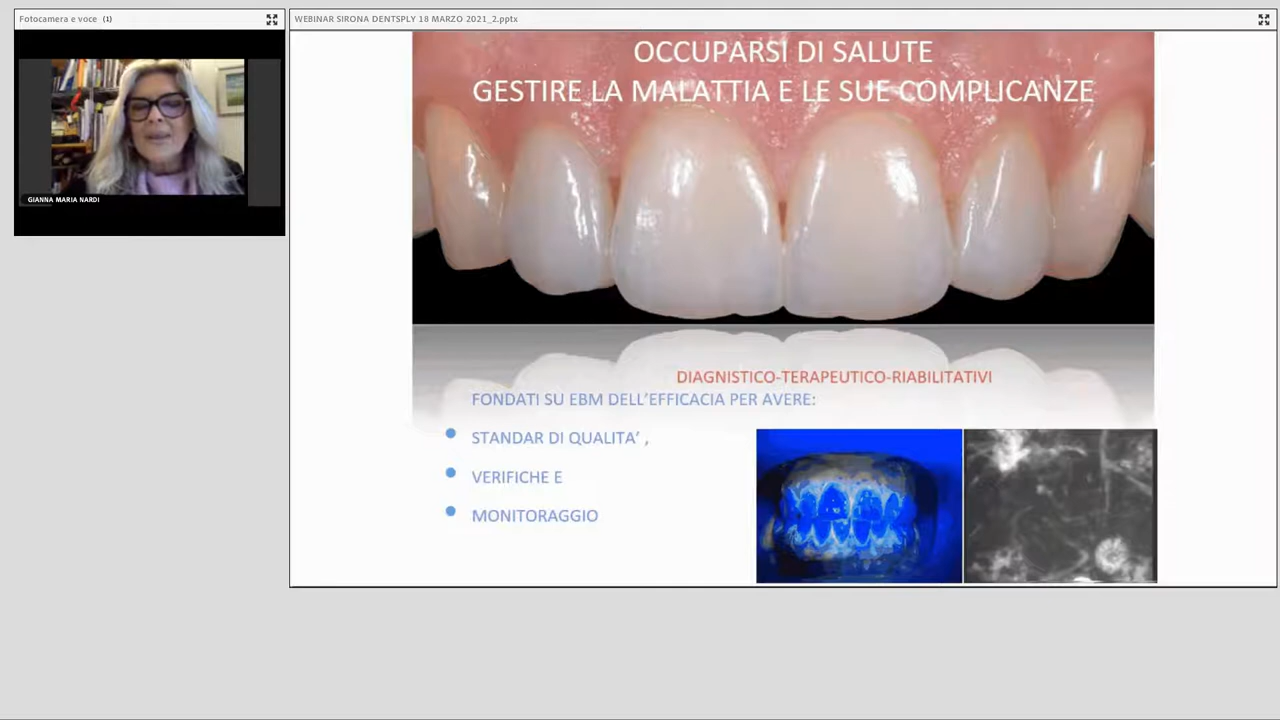 Fotocamera e voce (1)
GIANNA MARIA NARDI
WEBINAR SIRONA DENTSPLY 18 MARZO 2021_2.pptx
OCCUPARSI DI SALUTE
GESTIRE LA MALATTIA E LE SUE COMPLICANZE
DIAGNISTICO-TERAPEUTICO-RIABILITATIVI
FONDATI SU EBM DELL'EFFICACIA PER AVERE:
STANDAR DI QUALITA' ,
VERIFICHE E
MONITORAGGIO